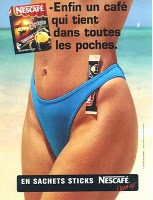 NESCAFÉ
-Enfin un café
qui tient
dans toutes
les poches.
EN SACHETS STICKS NESCAFÉ